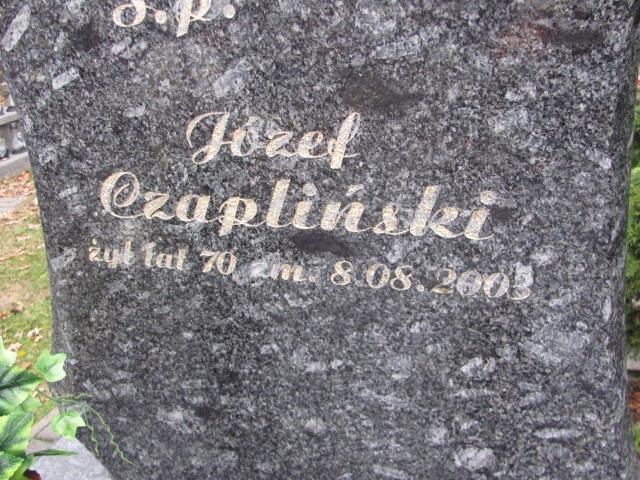 ś.p.
Józef
Czapliński
żył lat 70 zm. 8.08.2003